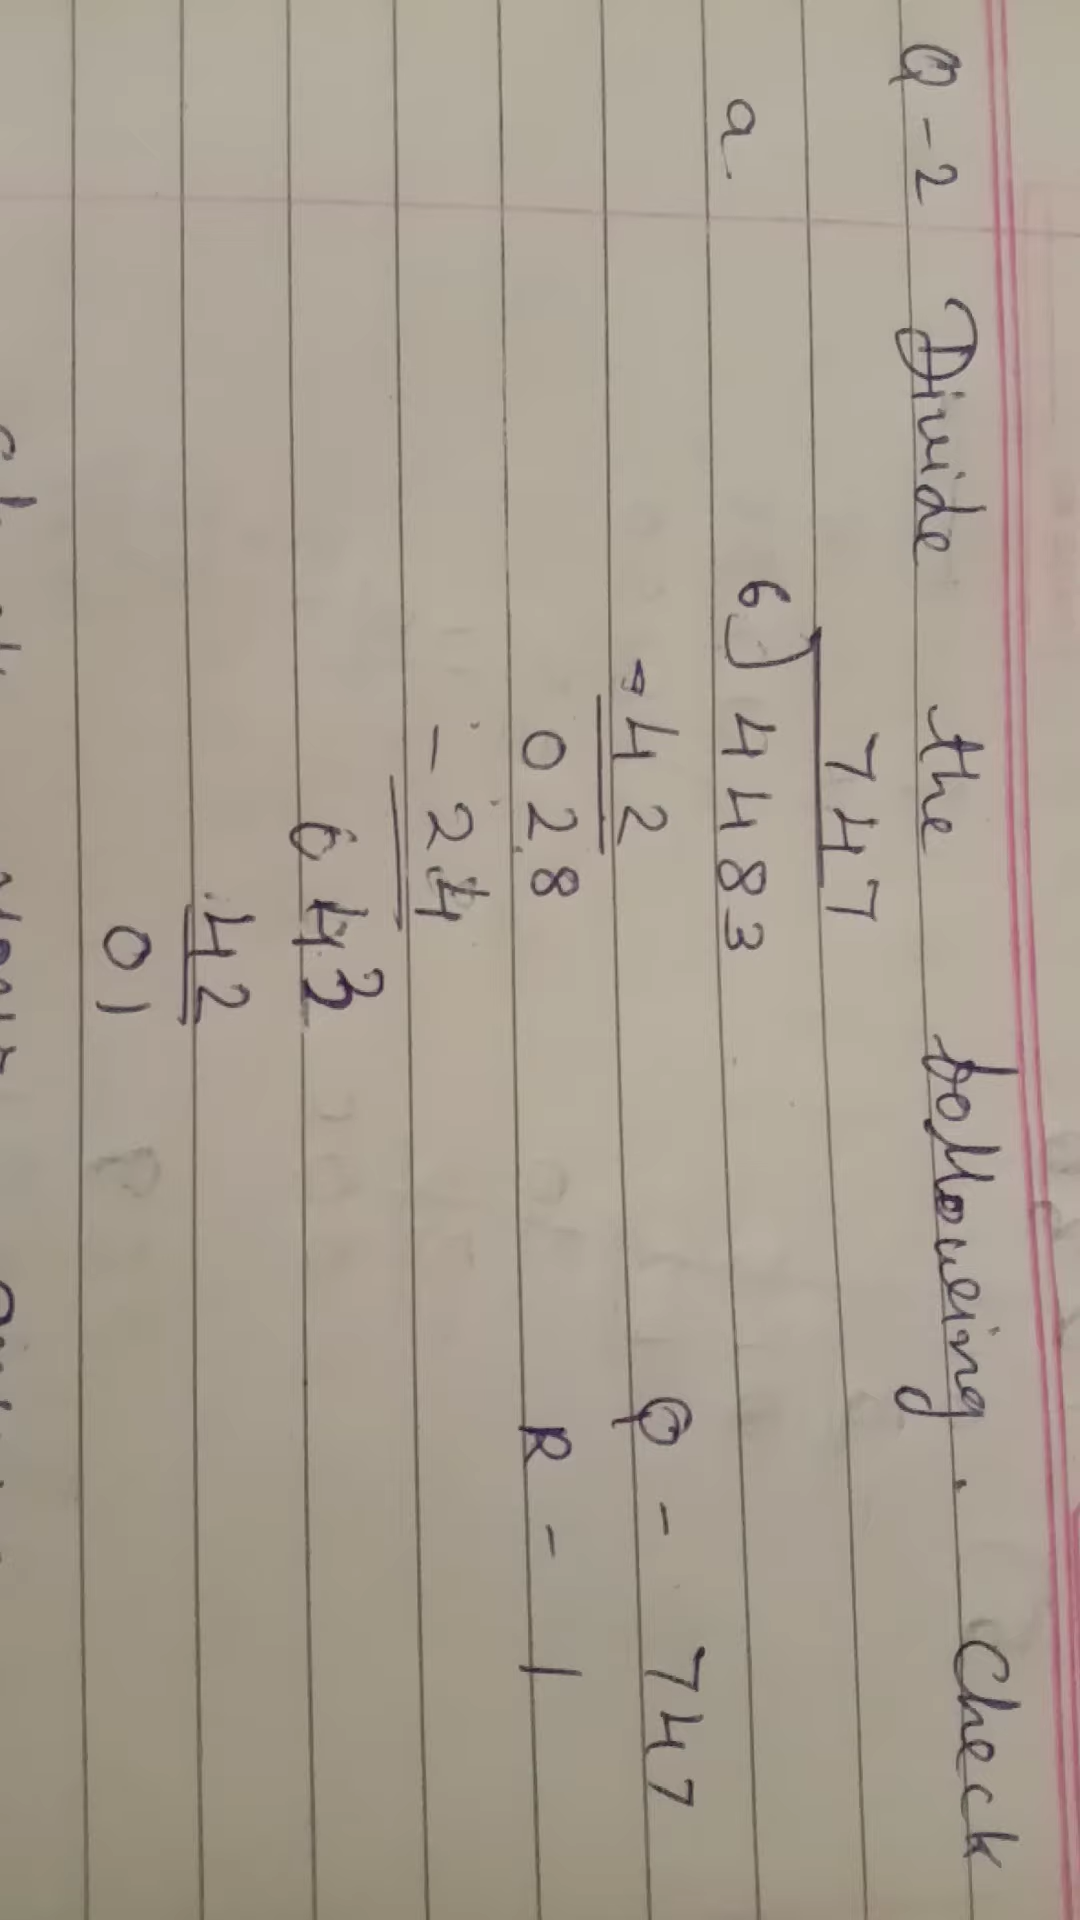 Q-2 Divide the following. Check
747
a. 6)4483
-42
028
Q - 747
-24
R - 1
043
42
01